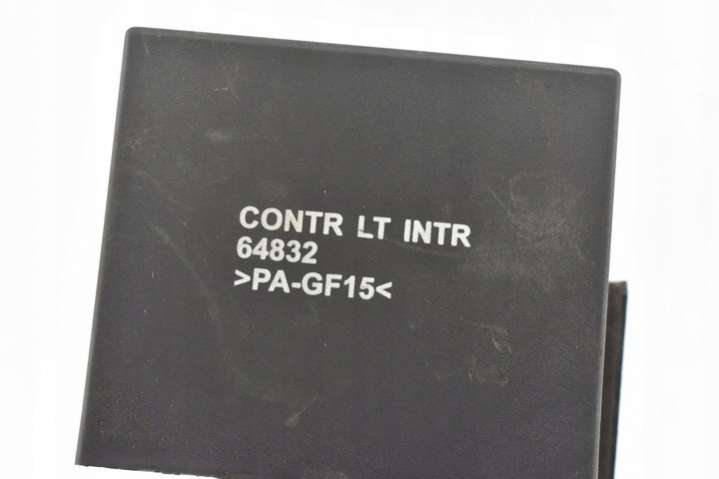 CONTR LT INTR
64832
>PA-GF15<